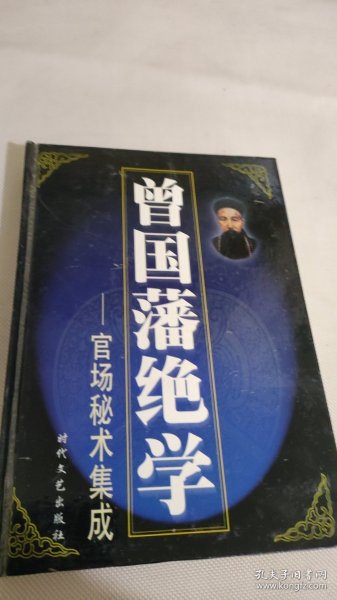 曾国藩绝学
——官场秘术集成
时代文艺出版社
孔夫子旧书网